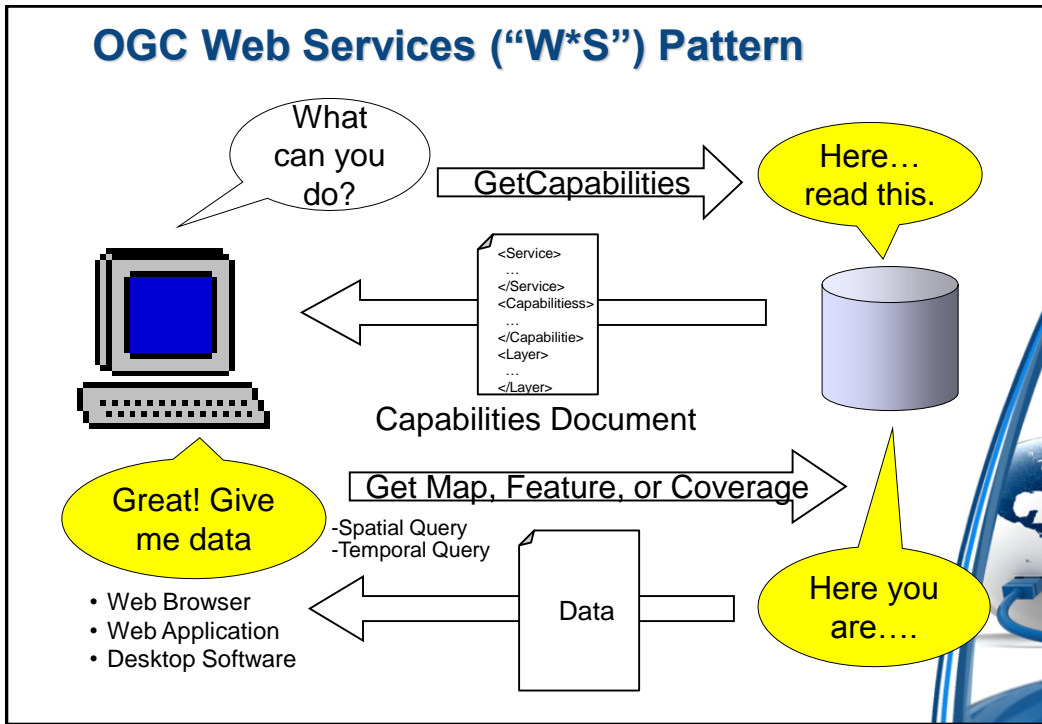 OGC Web Services (“W*S”) Pattern
What
can you
do?
GetCapabilities
Here…
read this.
<Service>
…
</Service>
<Capabilitiess>
…
</Capabilitie>
<Layer>
…
</Layer>
Capabilities Document
Great! Give
me data
Get Map, Feature, or Coverage
-Spatial Query
-Temporal Query
Data
Here you
are….
• Web Browser
• Web Application
• Desktop Software